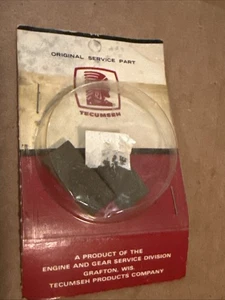 ORIGINAL SERVICE PART
TECUMSEH
A PRODUCT OF THE
ENGINE AND GEAR SERVICE DIVISION
GRAFTON, WIS.
TECUMSEH PRODUCTS COMPANY